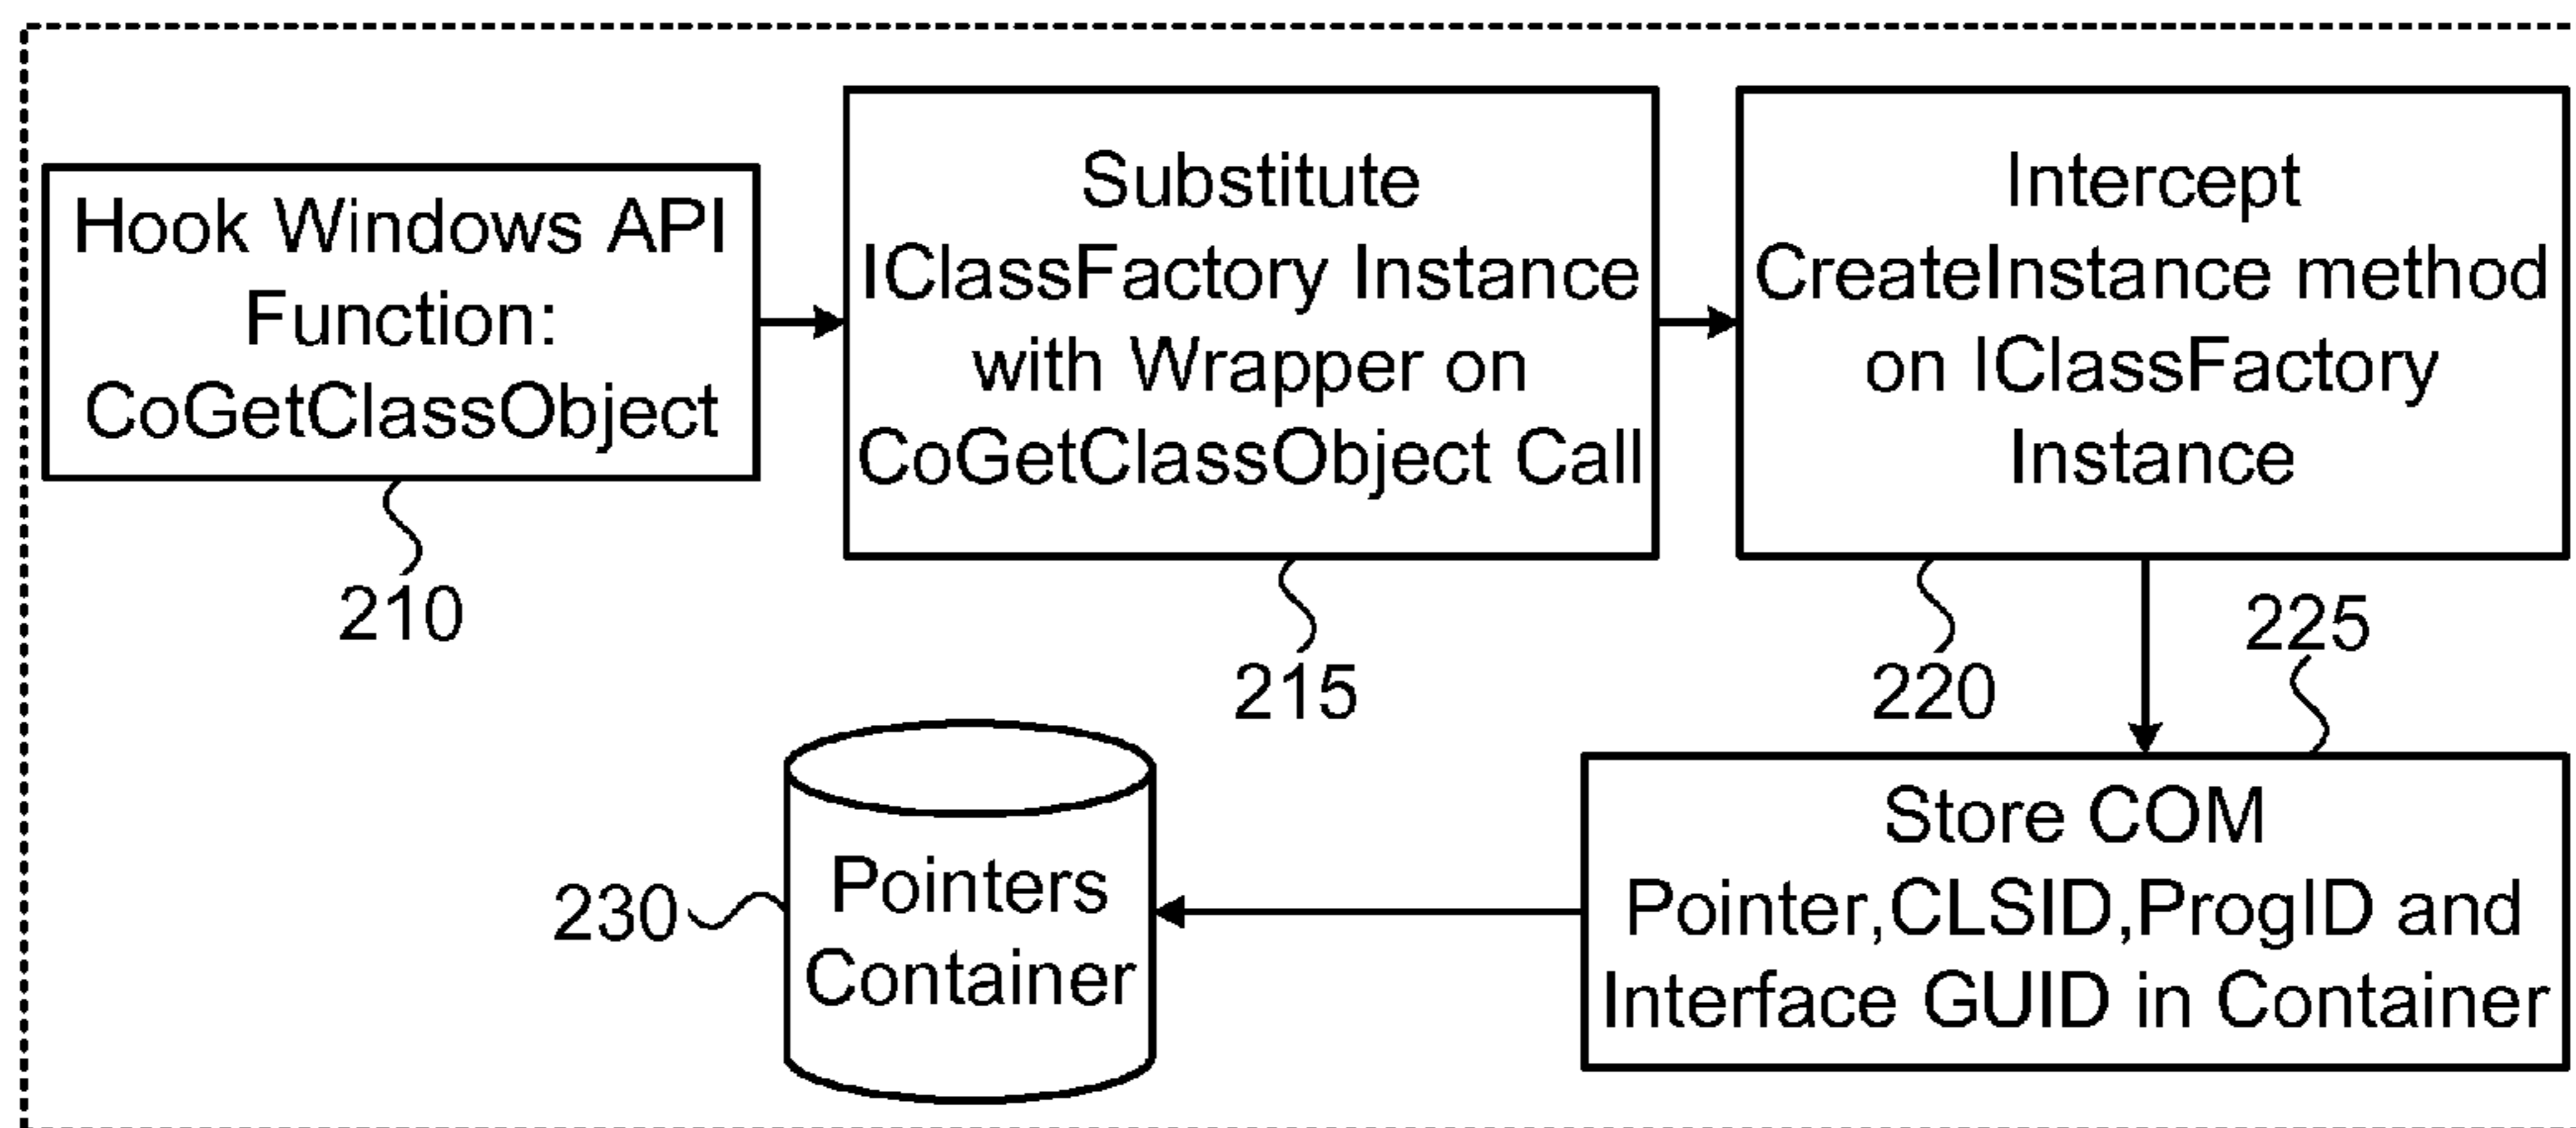 Hook Windows API
Function:
CoGetClassObject
210
Substitute
IClassFactory Instance
with Wrapper on
CoGetClassObject Call
215
Intercept
CreateInstance method
on IClassFactory
Instance
220
225
Store COM
Pointer,CLSID,ProgID and
Interface GUID in Container
230
Pointers
Container